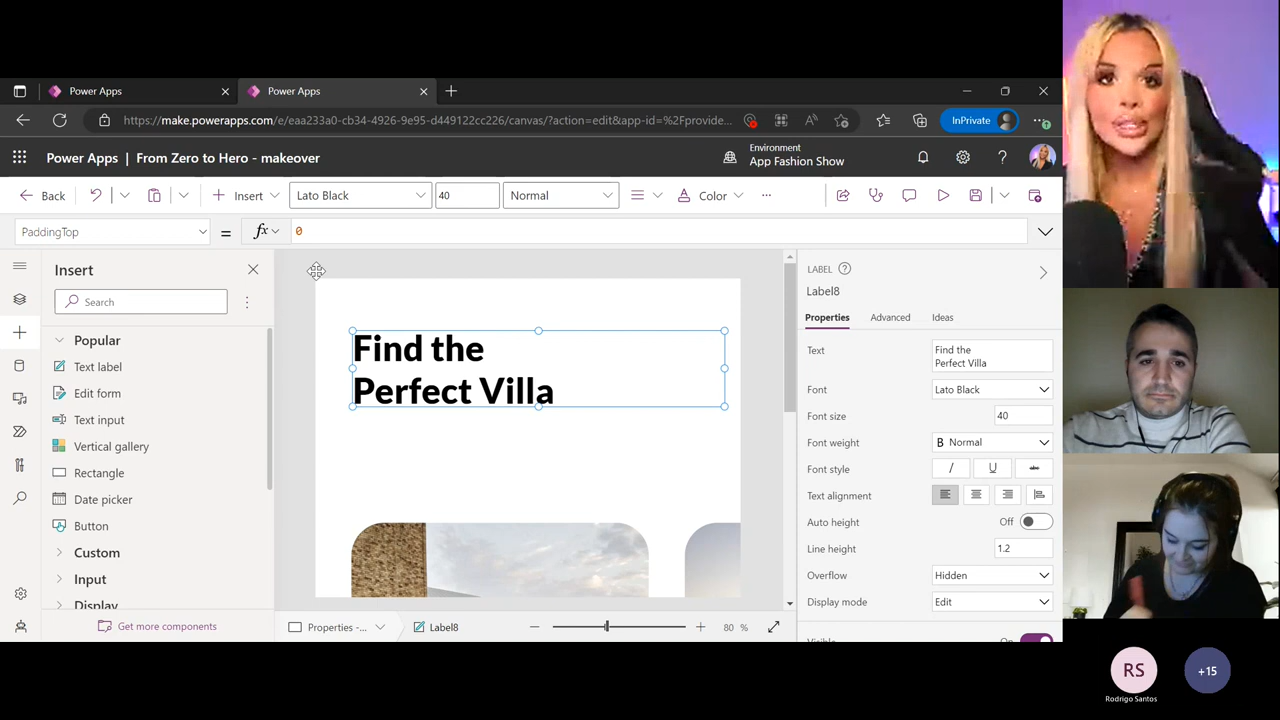 Power Apps
Power Apps
https://make.powerapps.com/e/eaa233a0-cb34-4926-9e95-d449122cc226/canvas/?action=edit&app-id=%2Fprovide...
InPrivate
Power Apps | From Zero to Hero - makeover
Environment
App Fashion Show
Back
Insert
Lato Black
40
Normal
Color
PaddingTop
=
fx
0
Insert
Search
Popular
Text label
Edit form
Text input
Vertical gallery
Rectangle
Date picker
Button
Custom
Input
Display
Get more components
Find the
Perfect Villa
Properties -...
Label8
80 %
LABEL
Label8
Properties
Advanced
Ideas
Text
Find the
Perfect Villa
Font
Lato Black
Font size
40
Font weight
B Normal
Font style
/ U abc
Text alignment
Auto height
Off
Line height
1.2
Overflow
Hidden
Display mode
Edit
Visible
On
RS
Rodrigo Santos
+15